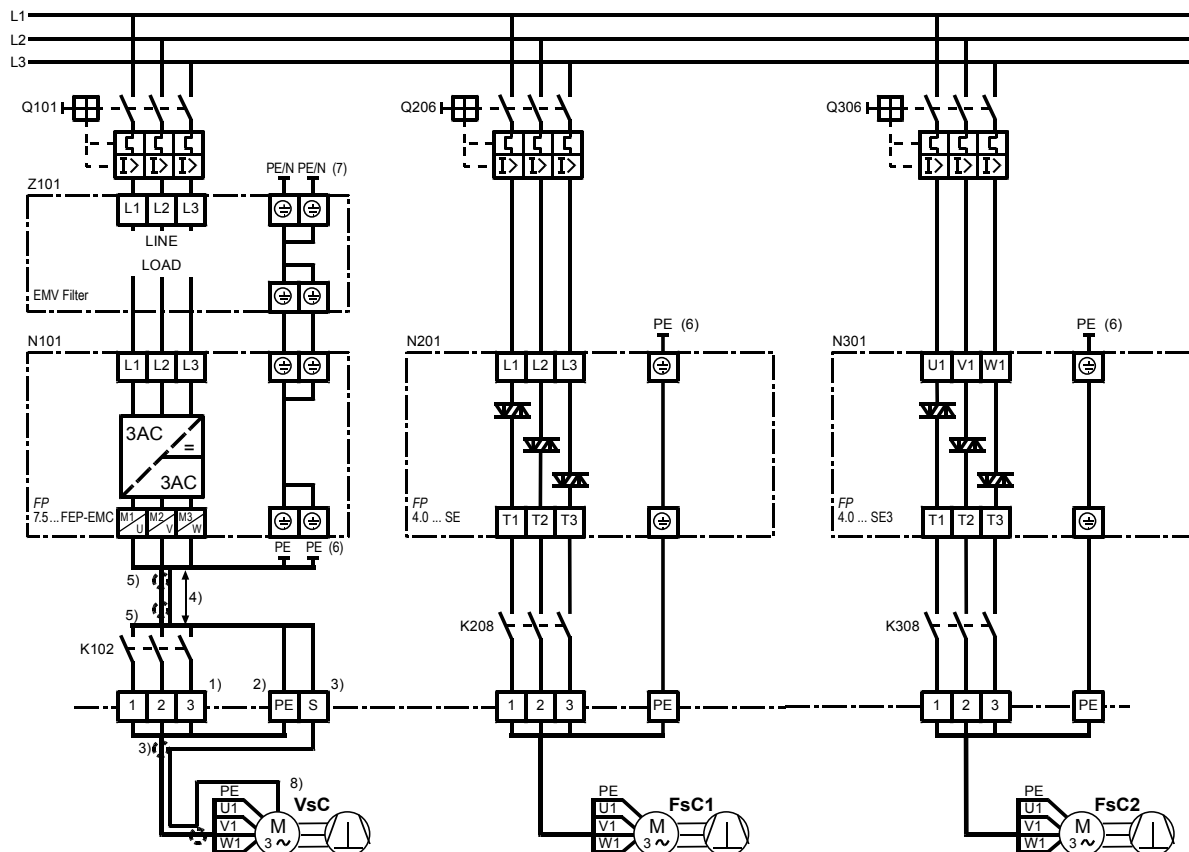 L1
L2
L3
Q101 Q206 Q306
I> I> I> I> I> I> I> I> I>
PE/N PE/N (7)
Z101
L1 L2 L3
LINE
LOAD
EMV Filter
PE (6) PE (6)
N101 N201 N301
L1 L2 L3 L1 L2 L3 U1 V1 W1
3AC
=
3AC
FP
7.5 ... FEP-EMC
M1 U M2 V M3 W
FP
4.0 ... SE
T1 T2 T3
FP
4.0 ... SE3
T1 T2 T3
PE PE (6)
5)
4)
5)
K102 K208 K308
1) 2) 3)
1 2 3 PE S 1 2 3 PE 1 2 3 PE
3)
8)
VsC FsC1 FsC2
PE PE PE
U1 U1 U1
V1 V1 V1
W1 W1 W1
M M M
3 ~ 3 ~ 3 ~